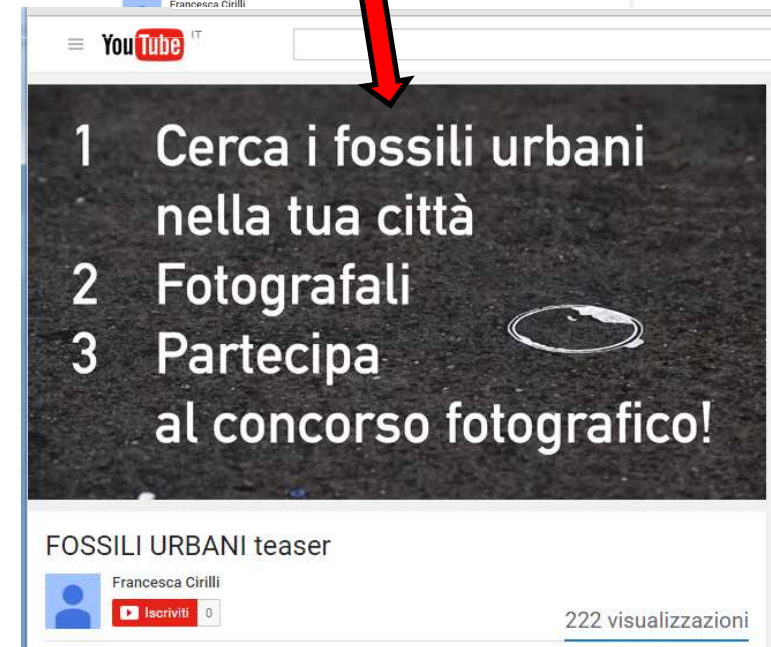 Francesca Cirilli
YouTube IT
1 Cerca i fossili urbani
nella tua città
2 Fotografali
3 Partecipa
al concorso fotografico!
FOSSILI URBANI teaser
Francesca Cirilli
Iscriviti 0
222 visualizzazioni